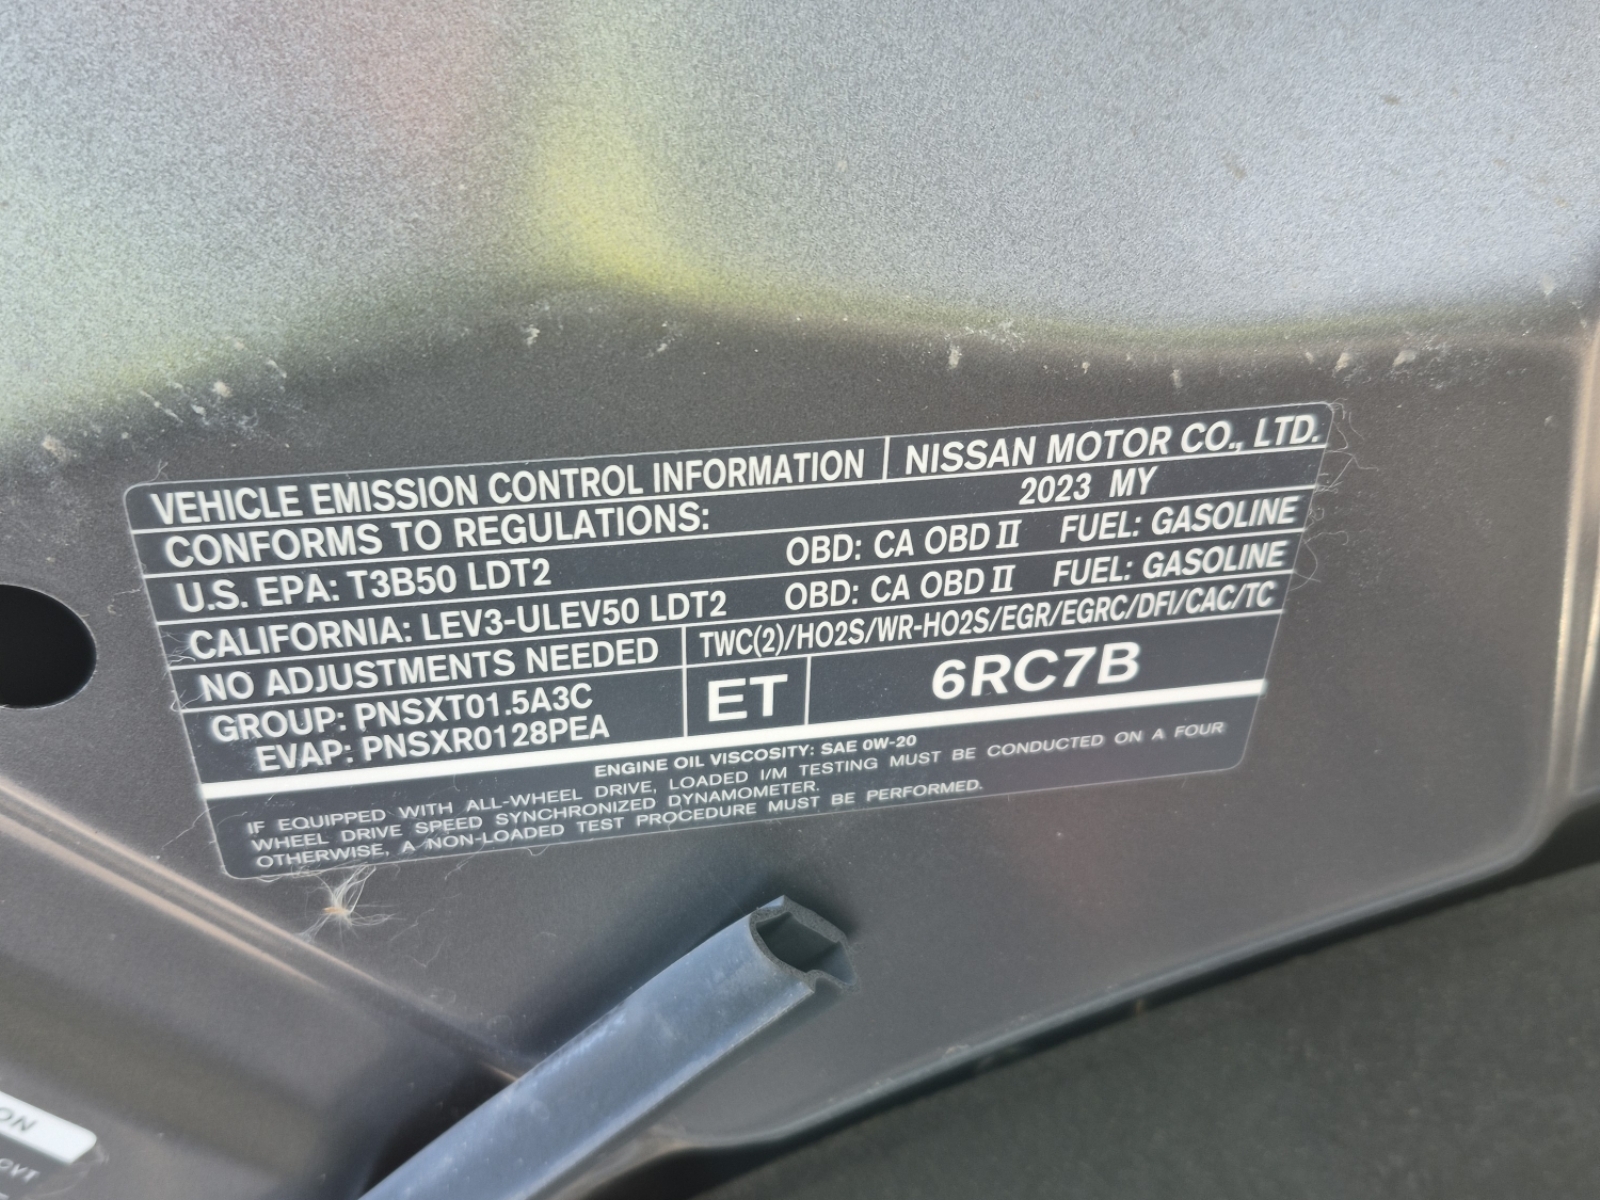 VEHICLE EMISSION CONTROL INFORMATION NISSAN MOTOR CO., LTD.
CONFORMS TO REGULATIONS: 2023 MY
U.S. EPA: T3B50 LDT2 OBD: CA OBD II FUEL: GASOLINE
CALIFORNIA: LEV3-ULEV50 LDT2 OBD: CA OBD II FUEL: GASOLINE
NO ADJUSTMENTS NEEDED TWC(2)/HO2S/WR-HO2S/EGR/EGRC/DFI/CAC/TC
GROUP: PNSXT01.5A3C ET 6RC7B
EVAP: PNSXR0128PEA
ENGINE OIL VISCOSITY: SAE 0W-20
IF EQUIPPED WITH ALL-WHEEL DRIVE, LOADED I/M TESTING MUST BE CONDUCTED ON A FOUR
WHEEL DRIVE SPEED SYNCHRONIZED DYNAMOMETER.
OTHERWISE, A NON-LOADED TEST PROCEDURE MUST BE PERFORMED.
ON
CVT